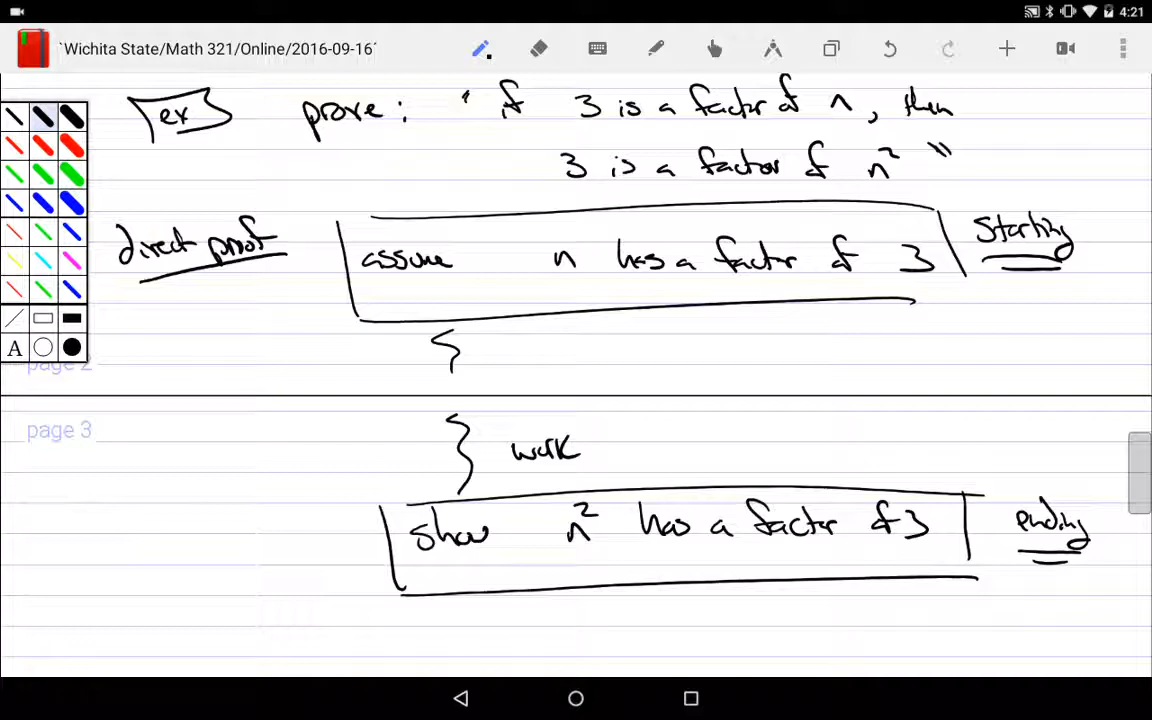 4:21
`Wichita State/Math 321/Online/2016-09-16`
ex prove: " if 3 is a factor of n, then
3 is a factor of n² "
direct proof assume n has a factor of 3 starting
A
page 2
page 3
work
show n² has a factor of 3 ending